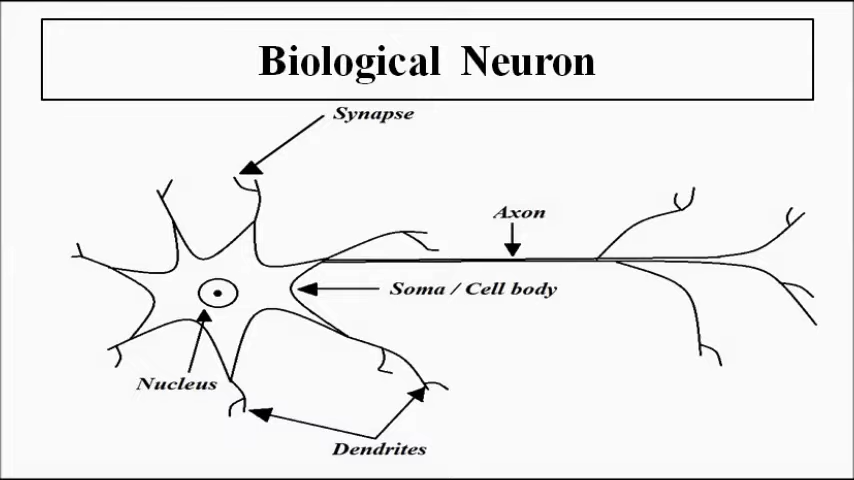 Biological Neuron
Synapse
Axon
Soma / Cell body
Nucleus
Dendrites